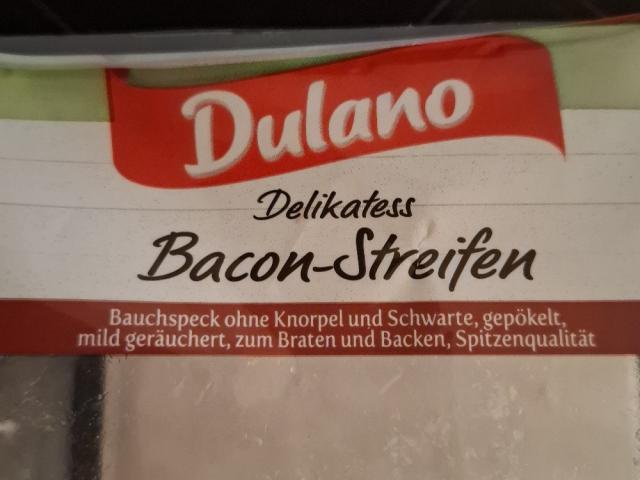 Dulano
Delikatess
Bacon-Streifen
Bauchspeck ohne Knorpel und Schwarte, gepökelt,
mild geräuchert, zum Braten und Backen, Spitzenqualität